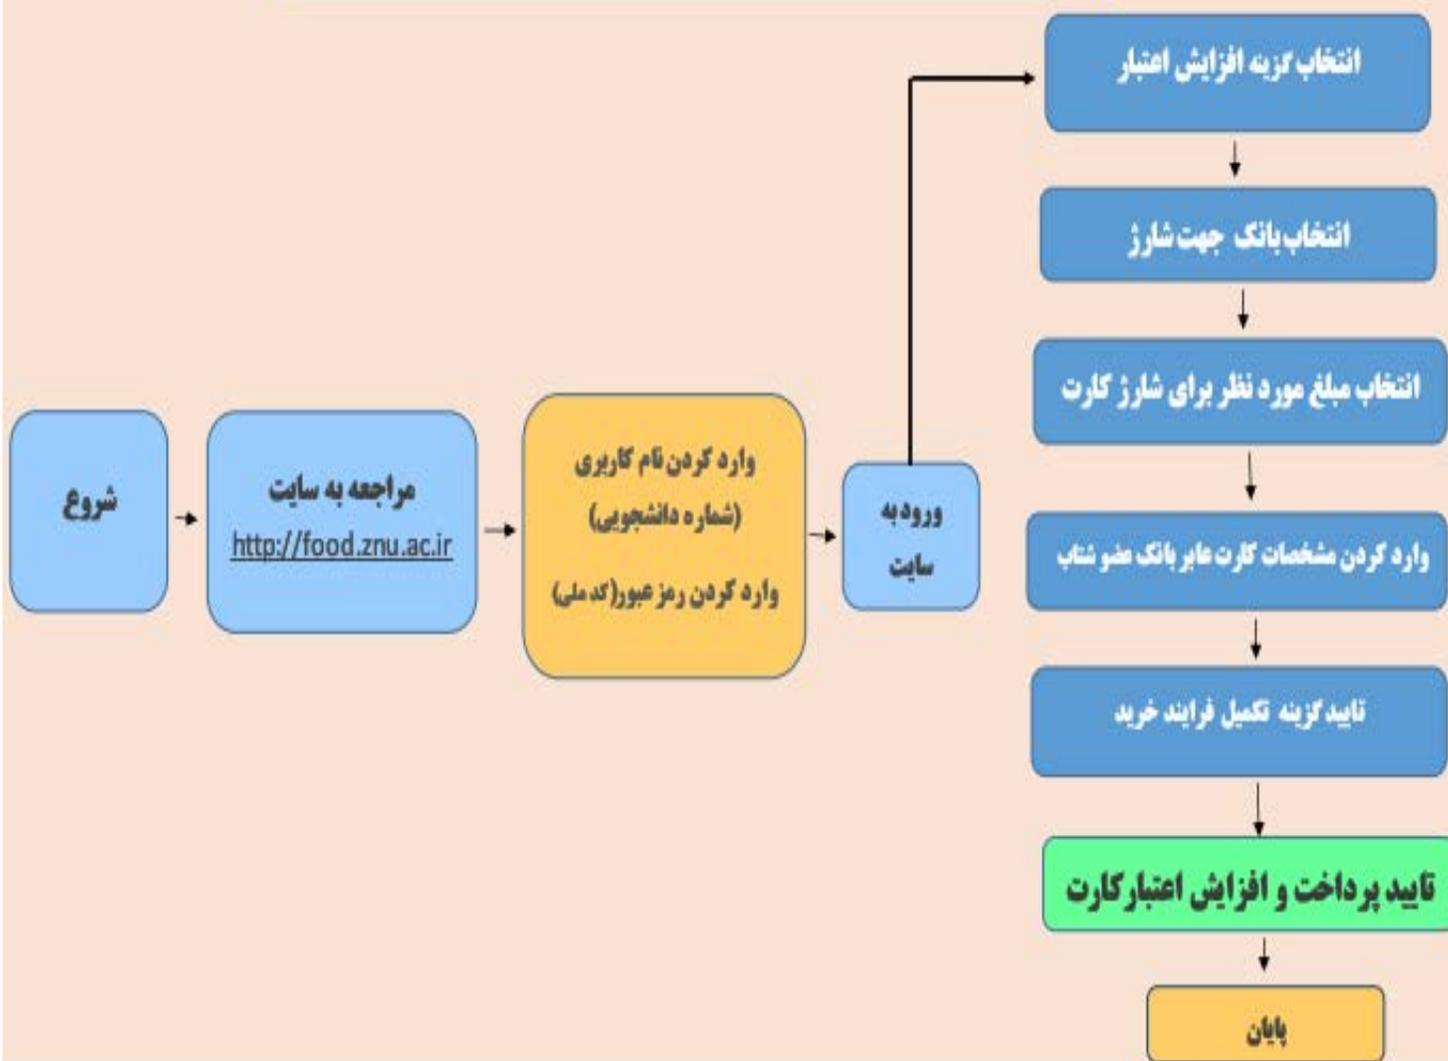 شروع
مراجعه به سایت
http://food.znu.ac.ir
وارد کردن نام کاربری
(شماره دانشجویی)
وارد کردن رمز عبور(کد ملی)
ورود به
سایت
انتخاب گزینه افزایش اعتبار
انتخاب بانک جهت شارژ
انتخاب مبلغ مورد نظر برای شارژ کارت
وارد کردن مشخصات کارت عابر بانک عضو شتاب
تایید گزینه تکمیل فرایند خرید
تایید پرداخت و افزایش اعتبار کارت
پایان